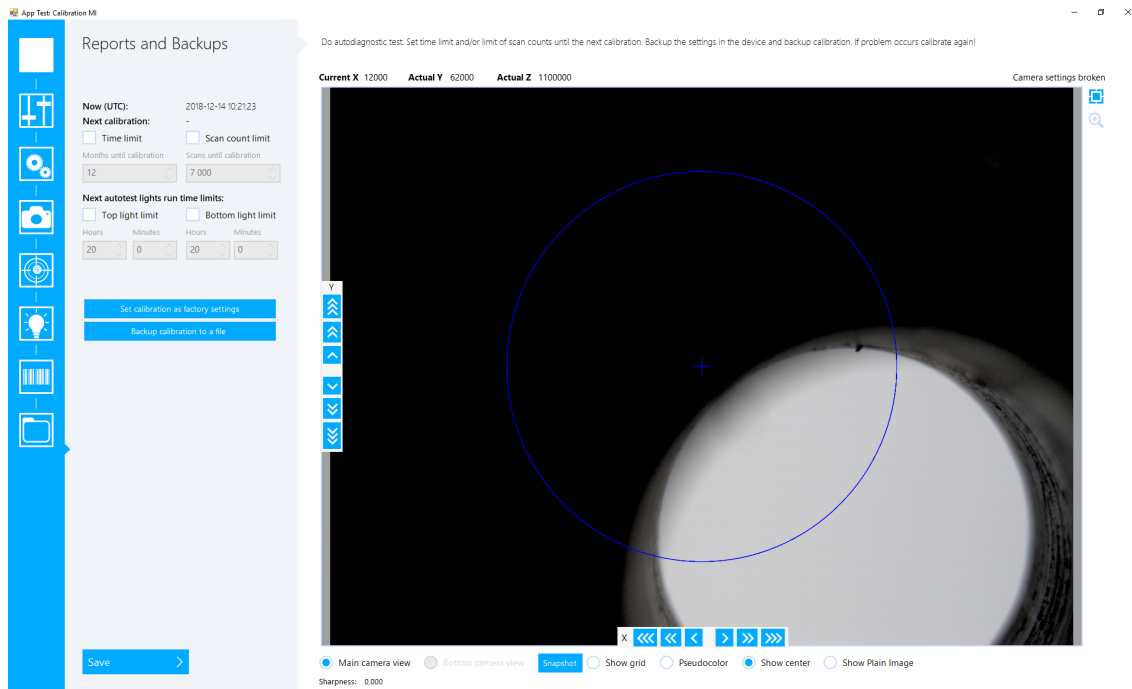 App Test: Calibration MI
Reports and Backups
Do autodiagnostic test. Set time limit and/or limit of scan counts until the next calibration. Backup the settings in the device and backup calibration. If problem occurs calibrate again!
Current X 12000 Actual Y 62000 Actual Z 1100000 Camera settings broken
Now (UTC): 2018-12-14 10:21:23
Next calibration: -
Time limit Scan count limit
Months until calibration Scans until calibration
12 7 000
Next autotest lights run time limits:
Top light limit Bottom light limit
Hours Minutes Hours Minutes
20 0 20 0
Set calibration as factory settings
Backup calibration to a file
Save
Y
X
Main camera view Bottom camera view Snapshot Show grid Pseudocolor Show center Show Plain Image
Sharpness: 0,000